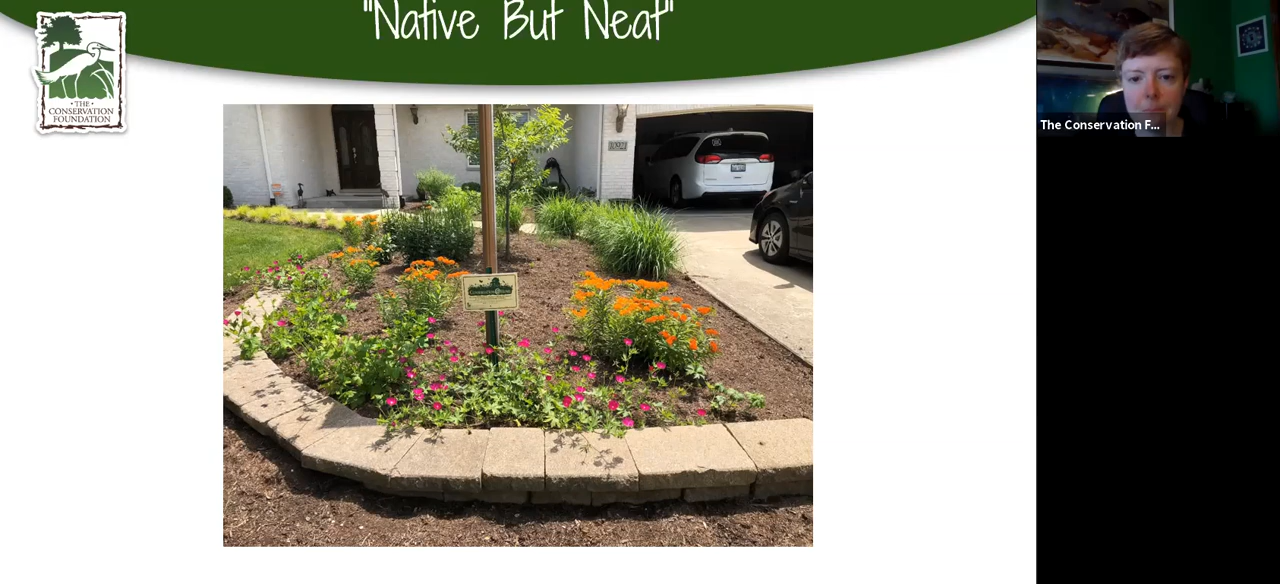 "Native But Neat"
• THE •
CONSERVATION
FOUNDATION
The Conservation F...